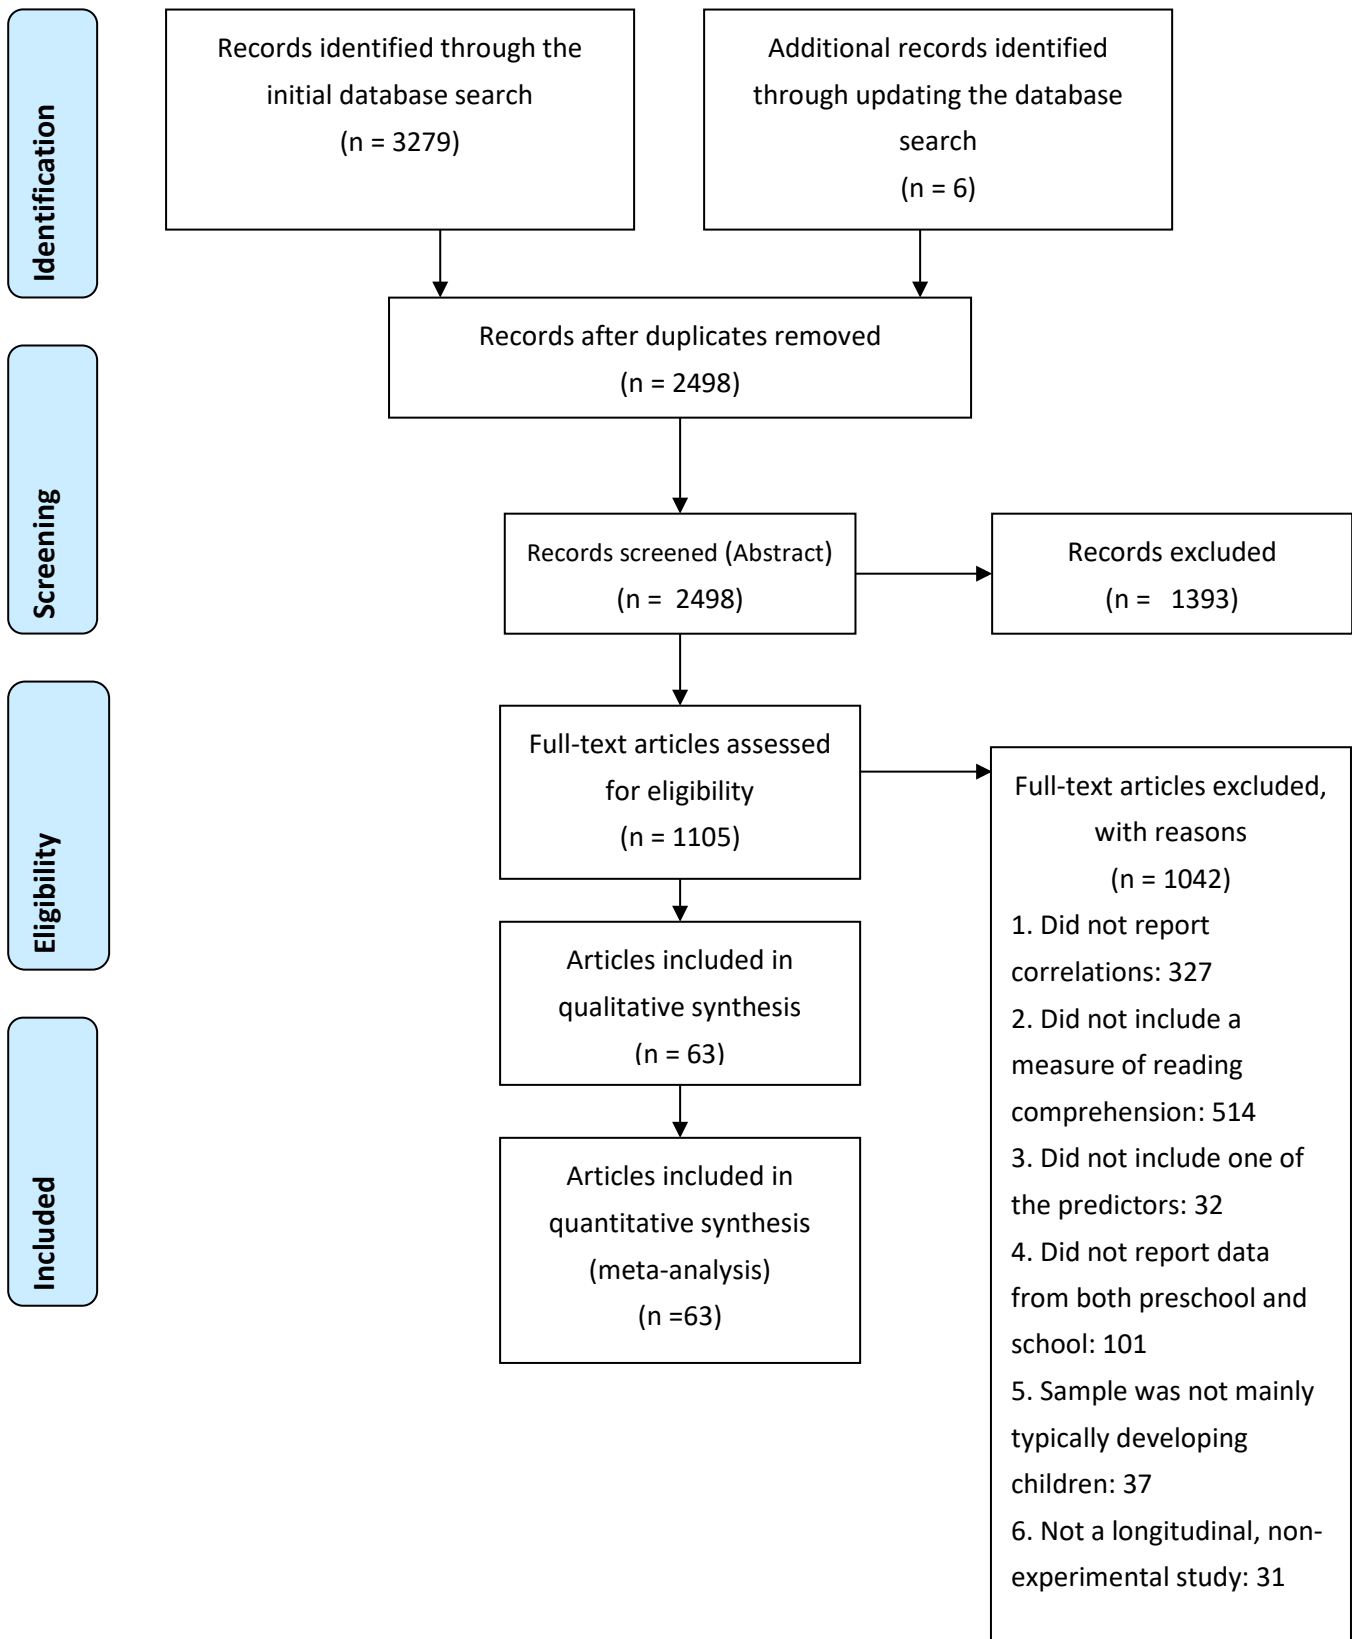 Identification
Records identified through the
initial database search
(n = 3279)
Additional records identified
through updating the database
search
(n = 6)
Records after duplicates removed
(n = 2498)
Screening
Records screened (Abstract)
(n =  2498)
Records excluded
(n =   1393)
Eligibility
Full-text articles assessed
for eligibility
(n = 1105)
Full-text articles excluded,
with reasons
(n = 1042)
1. Did not report
correlations: 327
2. Did not include a
measure of reading
comprehension: 514
3. Did not include one of
the predictors: 32
4. Did not report data
from both preschool and
school: 101
5. Sample was not mainly
typically developing
children: 37
6. Not a longitudinal, non-
experimental study: 31
Articles included in
qualitative synthesis
(n = 63)
Included
Articles included in
quantitative synthesis
(meta-analysis)
(n =63)